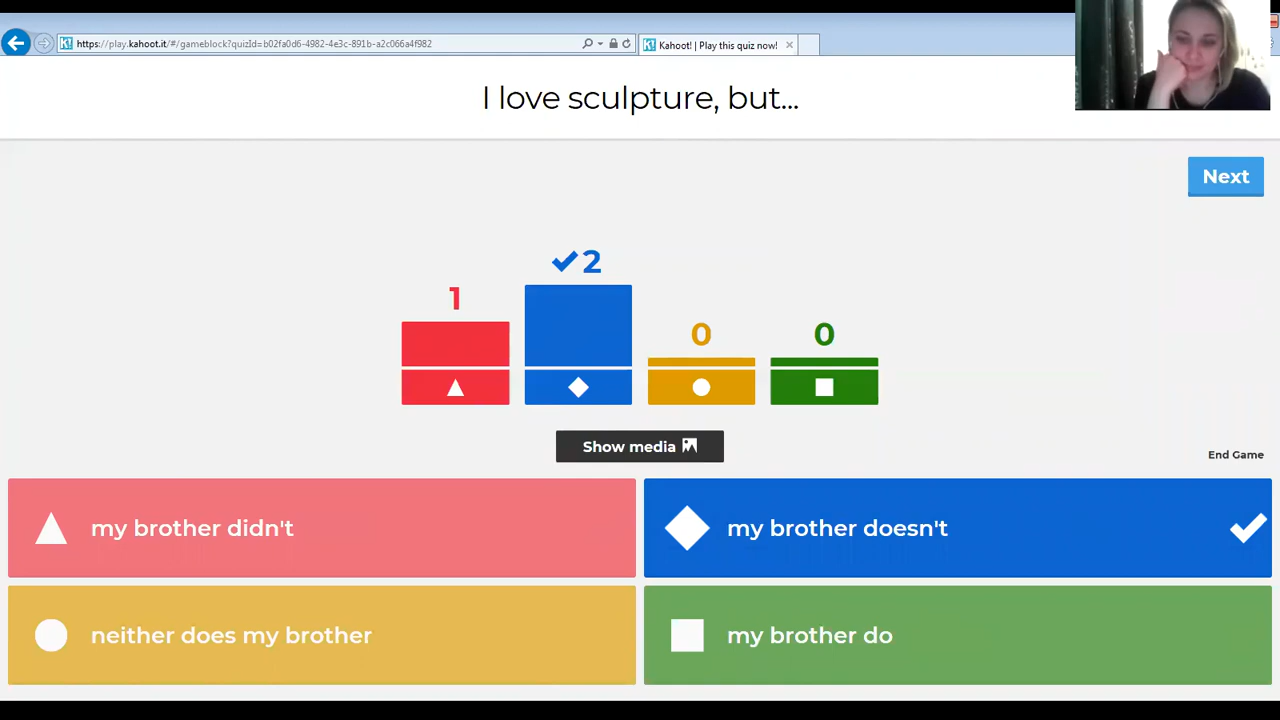 https://play.kahoot.it/#/gameblock?quizId=b02fa0d6-4982-4e3c-891b-a2c066a4f982
K! Kahoot! | Play this quiz now!
I love sculpture, but...
Next
1
2
0
0
Show media
End Game
my brother didn't
my brother doesn't
neither does my brother
my brother do